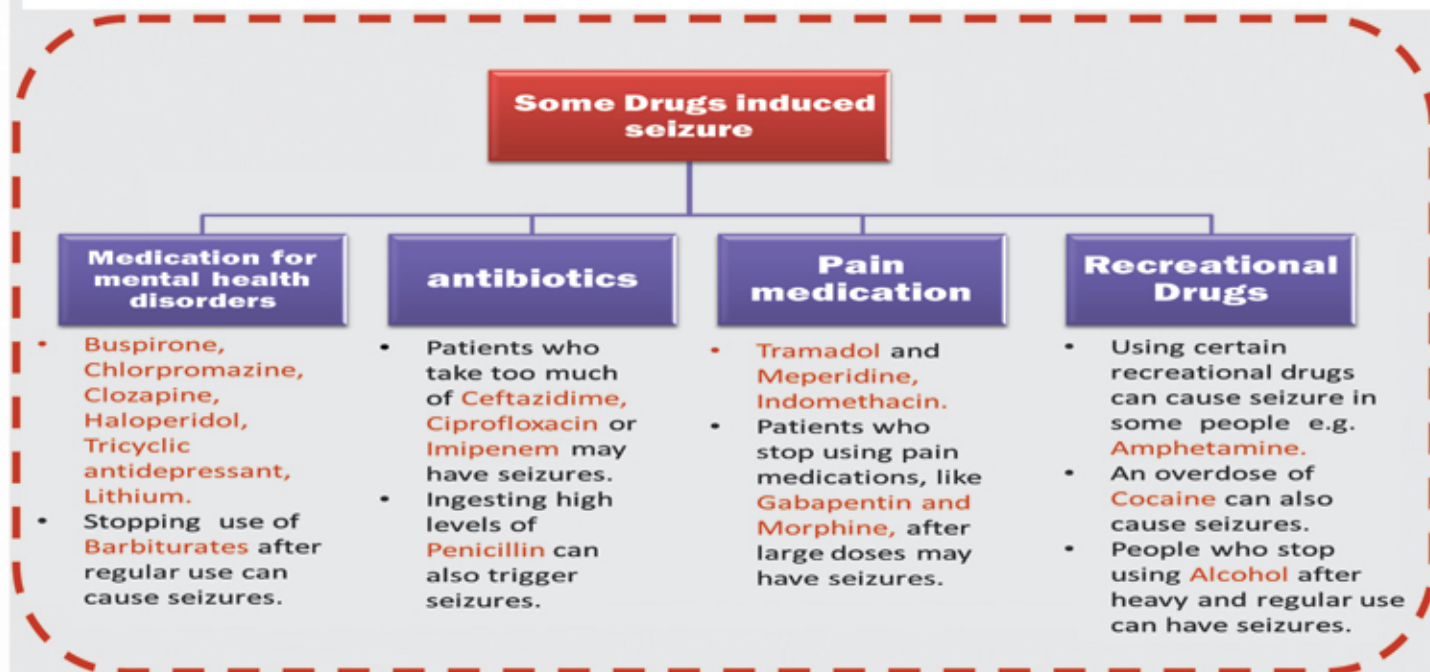 Some Drugs induced
seizure
Medication for
mental health
disorders
• Buspirone,
Chlorpromazine,
Clozapine,
Haloperidol,
Tricyclic
antidepressant,
Lithium.
• Stopping use of
Barbiturates after
regular use can
cause seizures.
antibiotics
• Patients who
take too much
of Ceftazidime,
Ciprofloxacin or
Imipenem may
have seizures.
• Ingesting high
levels of
Penicillin can
also trigger
seizures.
Pain
medication
• Tramadol and
Meperidine,
Indomethacin.
• Patients who
stop using pain
medications, like
Gabapentin and
Morphine, after
large doses may
have seizures.
Recreational
Drugs
• Using certain
recreational drugs
can cause seizure in
some people e.g.
Amphetamine.
• An overdose of
Cocaine can also
cause seizures.
• People who stop
using Alcohol after
heavy and regular use
can have seizures.